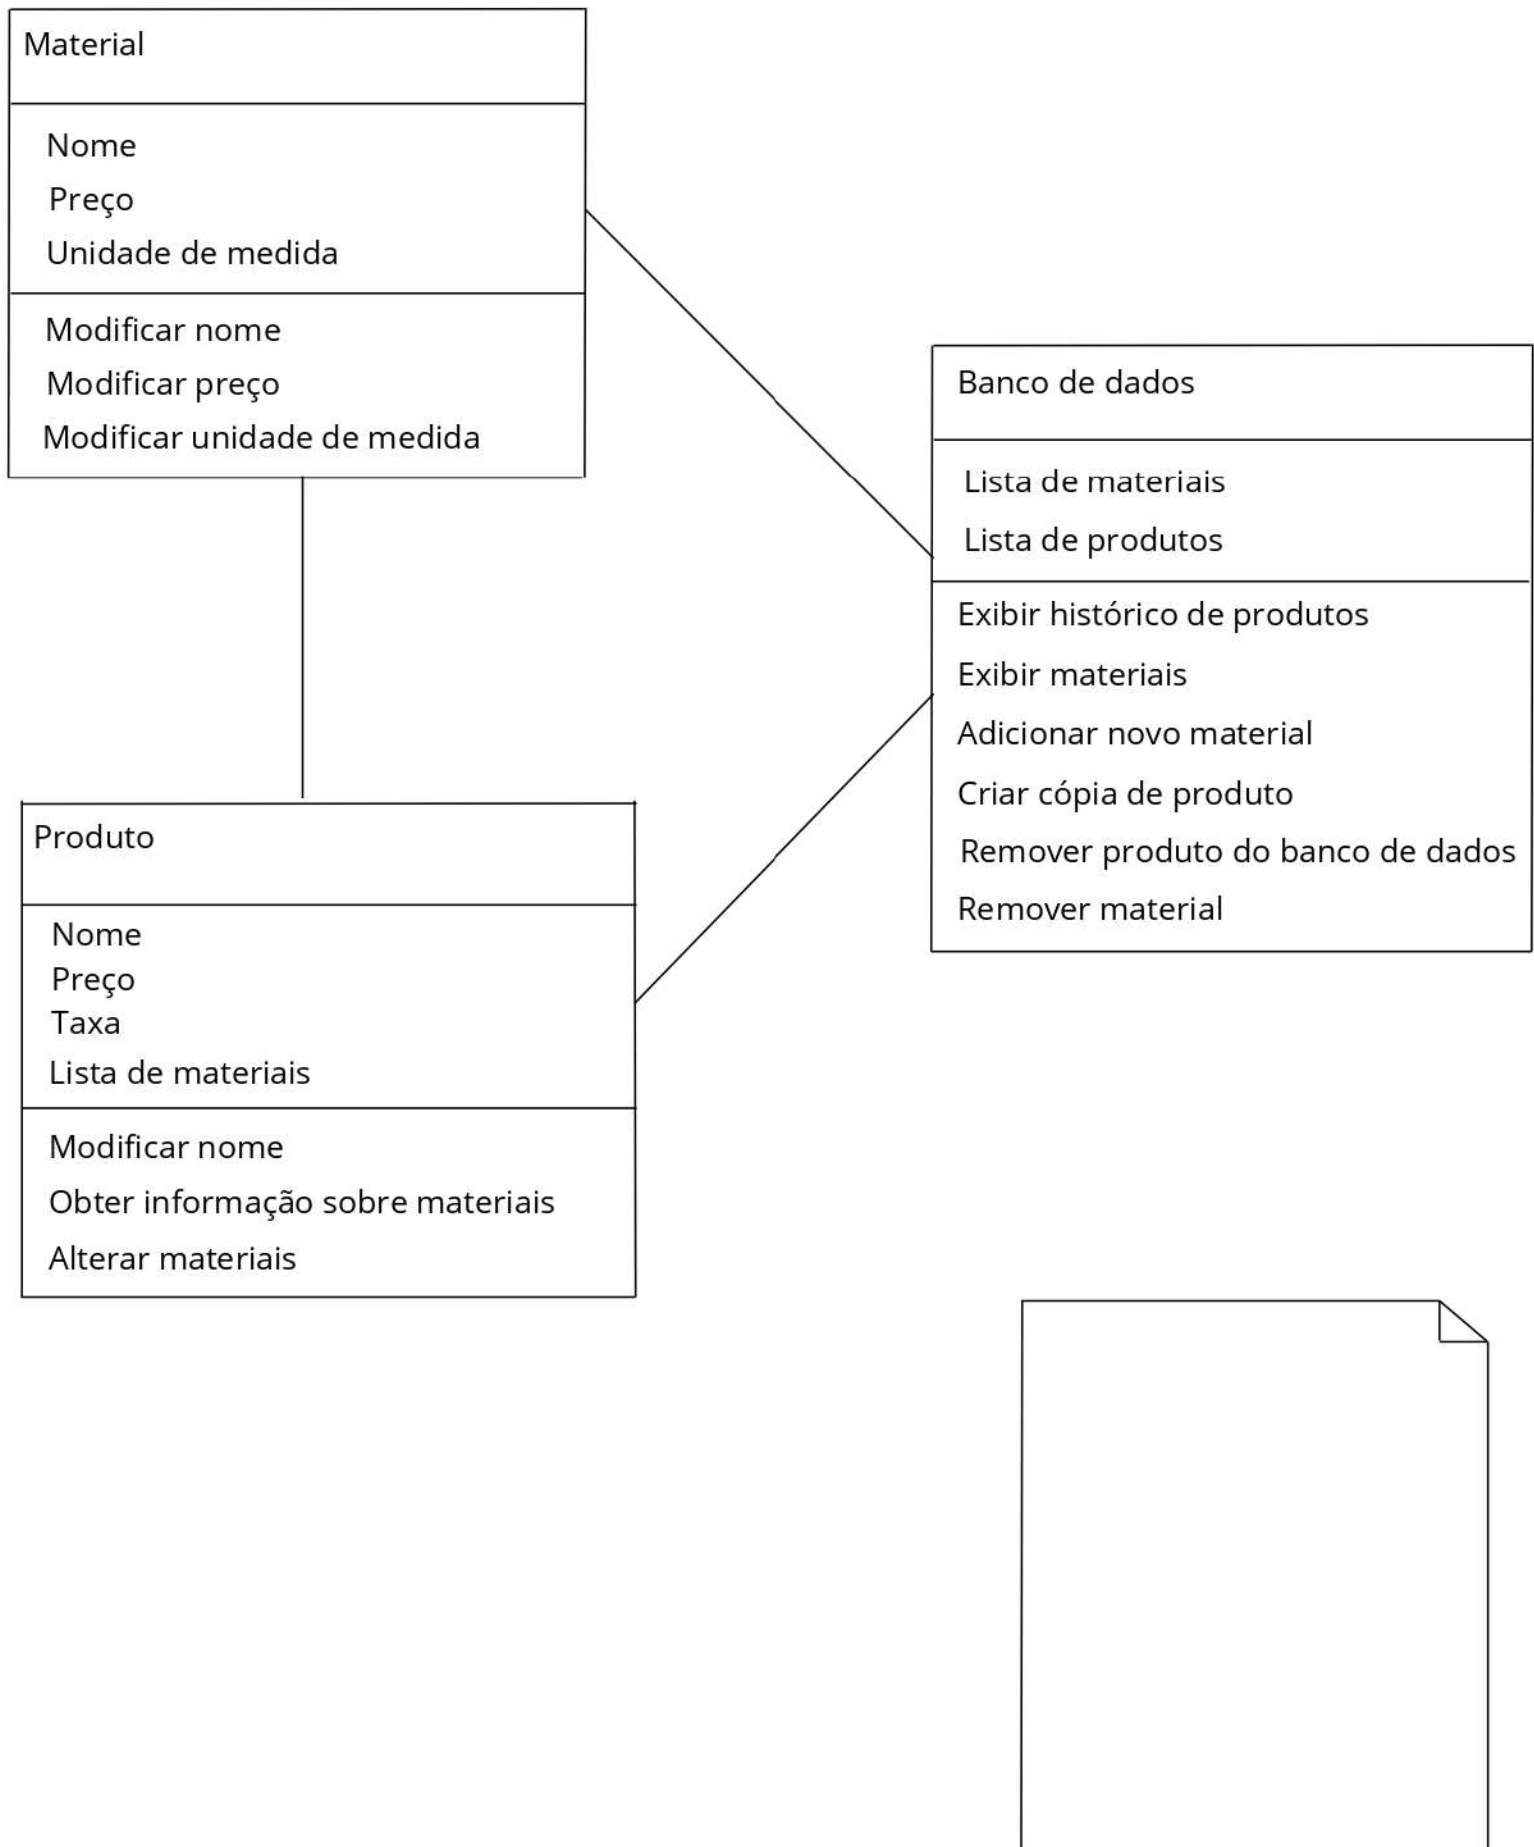 Material
Nome
Preço
Unidade de medida
Modificar nome
Modificar preço
Modificar unidade de medida
Banco de dados
Lista de materiais
Lista de produtos
Exibir histórico de produtos
Exibir materiais
Adicionar novo material
Criar cópia de produto
Remover produto do banco de dados
Remover material
Produto
Nome
Preço
Taxa
Lista de materiais
Modificar nome
Obter informação sobre materiais
Alterar materiais